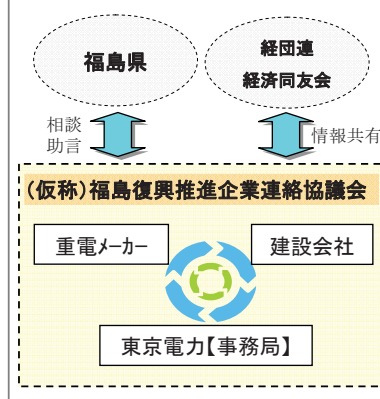 福島県
経団連
経済同友会
相談
助言
情報共有
(仮称)福島復興推進企業連絡協議会
重電メーカー
建設会社
東京電力【事務局】